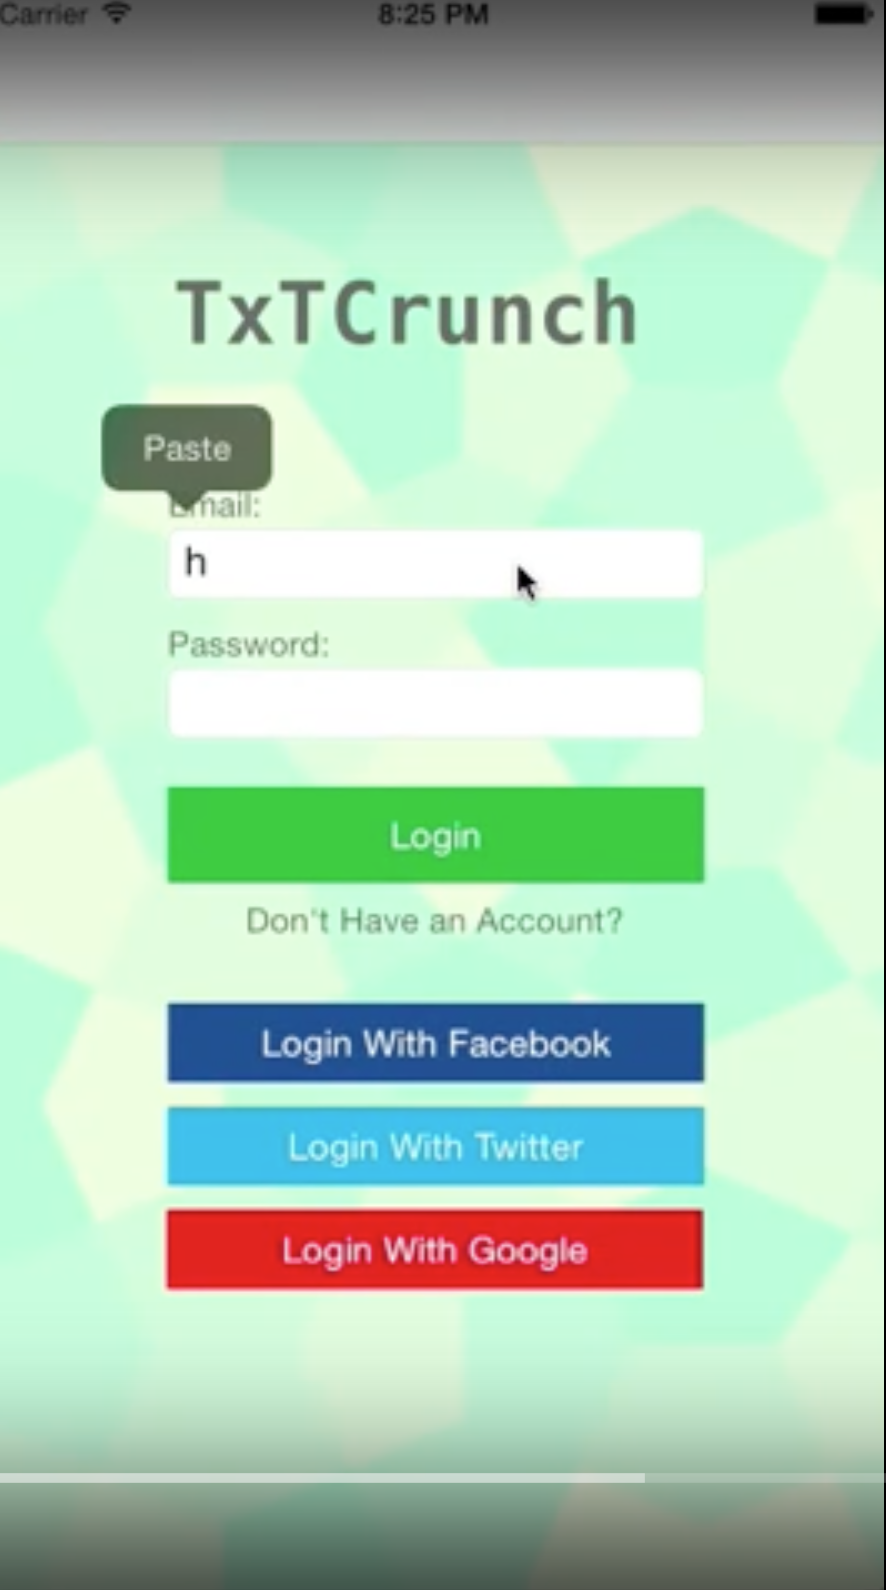 Carrier 8:25 PM
TxTCrunch
Paste
Email:
h
Password:
Login
Don't Have an Account?
Login With Facebook
Login With Twitter
Login With Google